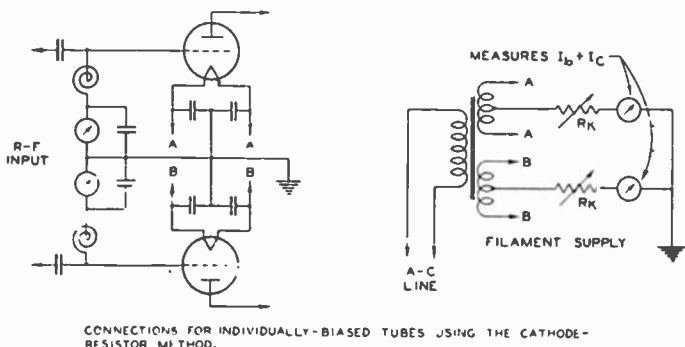 R-F
INPUT
A
A
B
B
MEASURES Ib + Ic
A
A
RK
B
B
RK
FILAMENT SUPPLY
A-C
LINE
CONNECTIONS FOR INDIVIDUALLY-BIASED TUBES USING THE CATHODE-
RESISTOR METHOD.